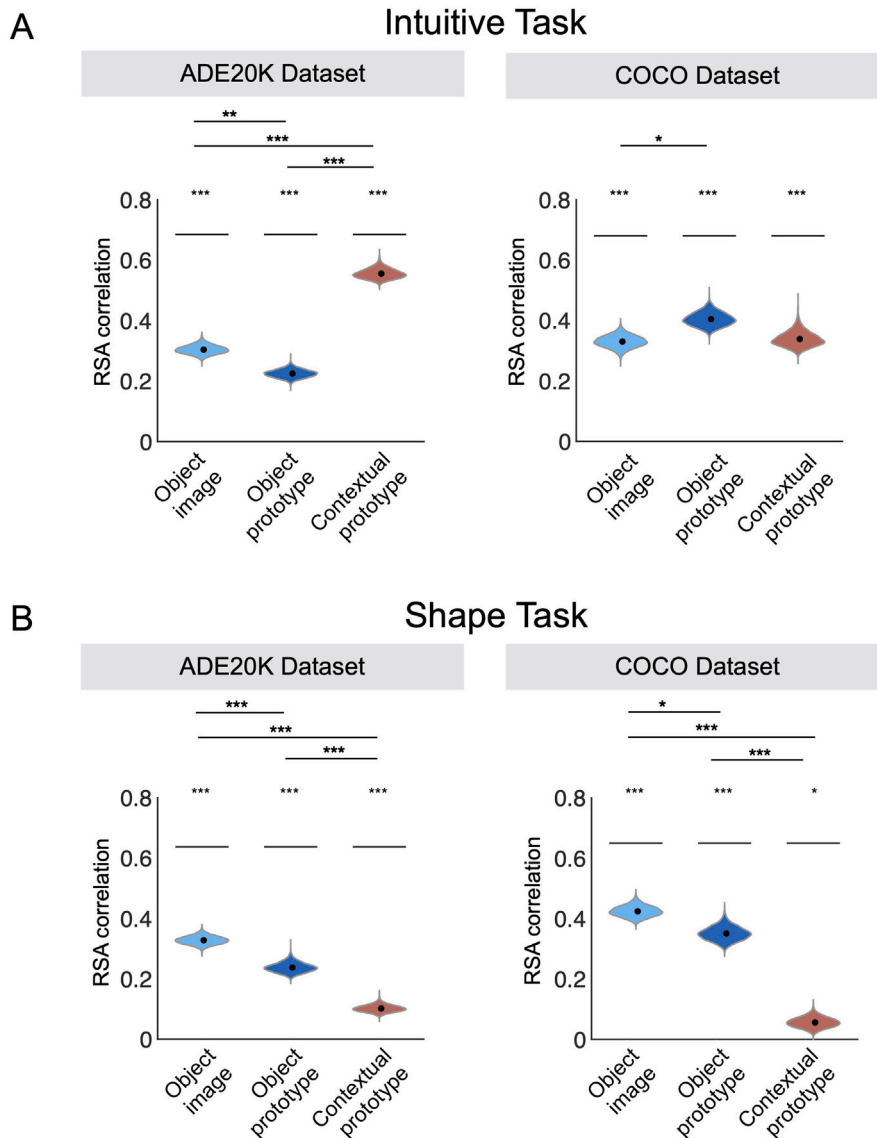 A
Intuitive Task
ADE20K Dataset
**
***
***
*** *** ***
0.8
0.6
0.4
0.2
0
RSA correlation
Object image
Object prototype
Contextual prototype
COCO Dataset
*
*** *** ***
0.8
0.6
0.4
0.2
0
RSA correlation
Object image
Object prototype
Contextual prototype
B
Shape Task
ADE20K Dataset
***
***
***
*** *** ***
0.8
0.6
0.4
0.2
0
RSA correlation
Object image
Object prototype
Contextual prototype
COCO Dataset
*
***
***
*** *** *
0.8
0.6
0.4
0.2
0
RSA correlation
Object image
Object prototype
Contextual prototype